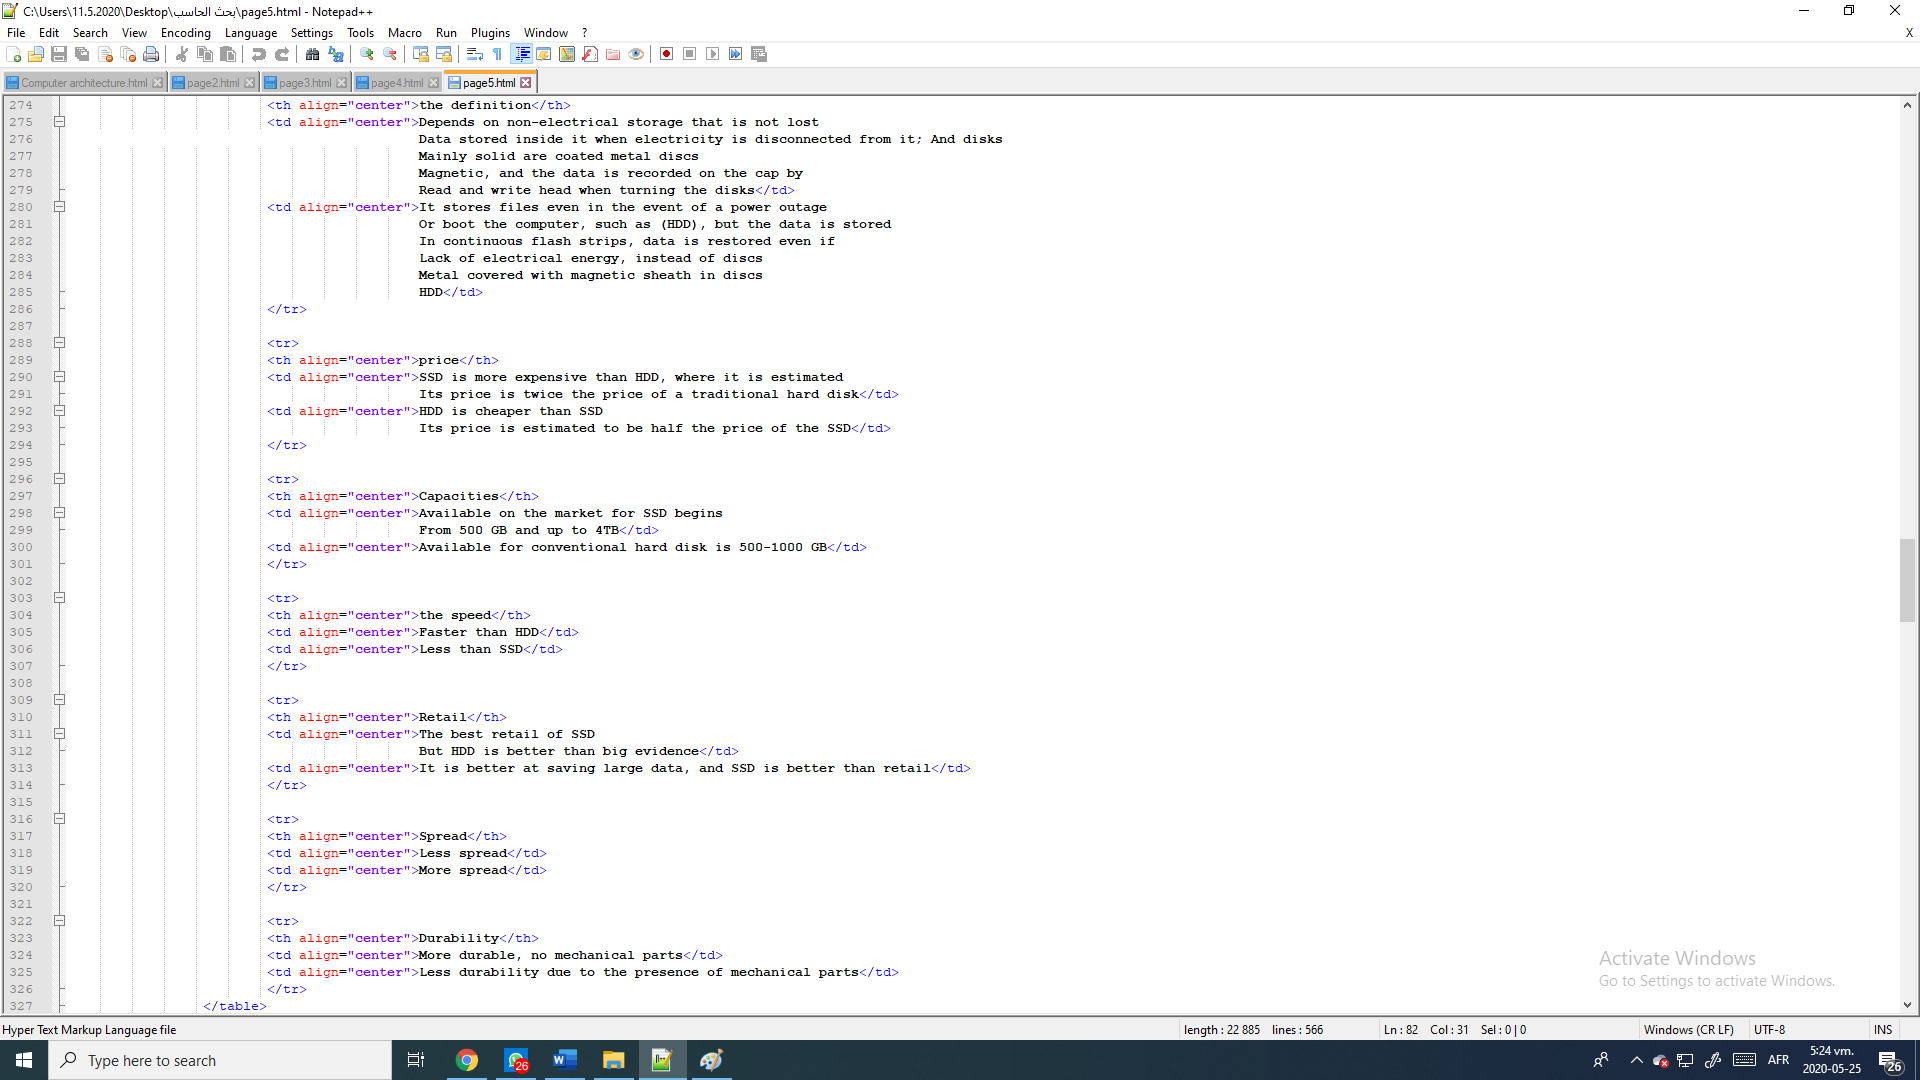 C:\Users\11.5.2020\Desktop\بحث الحاسب\page5.html - Notepad++
File Edit Search View Encoding Language Settings Tools Macro Run Plugins Window ? X
Computer architecture.html page2.html page3.html page4.html page5.html
274 <th align="center">the definition</th>
275 <td align="center">Depends on non-electrical storage that is not lost
276 Data stored inside it when electricity is disconnected from it; And disks
277 Mainly solid are coated metal discs
278 Magnetic, and the data is recorded on the cap by
279 Read and write head when turning the disks</td>
280 <td align="center">It stores files even in the event of a power outage
281 Or boot the computer, such as (HDD), but the data is stored
282 In continuous flash strips, data is restored even if
283 Lack of electrical energy, instead of discs
284 Metal covered with magnetic sheath in discs
285 HDD</td>
286 </tr>
287
288 <tr>
289 <th align="center">price</th>
290 <td align="center">SSD is more expensive than HDD, where it is estimated
291 Its price is twice the price of a traditional hard disk</td>
292 <td align="center">HDD is cheaper than SSD
293 Its price is estimated to be half the price of the SSD</td>
294 </tr>
295
296 <tr>
297 <th align="center">Capacities</th>
298 <td align="center">Available on the market for SSD begins
299 From 500 GB and up to 4TB</td>
300 <td align="center">Available for conventional hard disk is 500-1000 GB</td>
301 </tr>
302
303 <tr>
304 <th align="center">the speed</th>
305 <td align="center">Faster than HDD</td>
306 <td align="center">Less than SSD</td>
307 </tr>
308
309 <tr>
310 <th align="center">Retail</th>
311 <td align="center">The best retail of SSD
312 But HDD is better than big evidence</td>
313 <td align="center">It is better at saving large data, and SSD is better than retail</td>
314 </tr>
315
316 <tr>
317 <th align="center">Spread</th>
318 <td align="center">Less spread</td>
319 <td align="center">More spread</td>
320 </tr>
321
322 <tr>
323 <th align="center">Durability</th>
324 <td align="center">More durable, no mechanical parts</td>
325 <td align="center">Less durability due to the presence of mechanical parts</td>
326 </tr>
327 </table>
Activate Windows
Go to Settings to activate Windows.
Hyper Text Markup Language file length : 22 885 lines : 566 Ln : 82 Col : 31 Sel : 0 | 0 Windows (CR LF) UTF-8 INS
Type here to search 26 AFR 5:24 vm. 26
2020-05-25